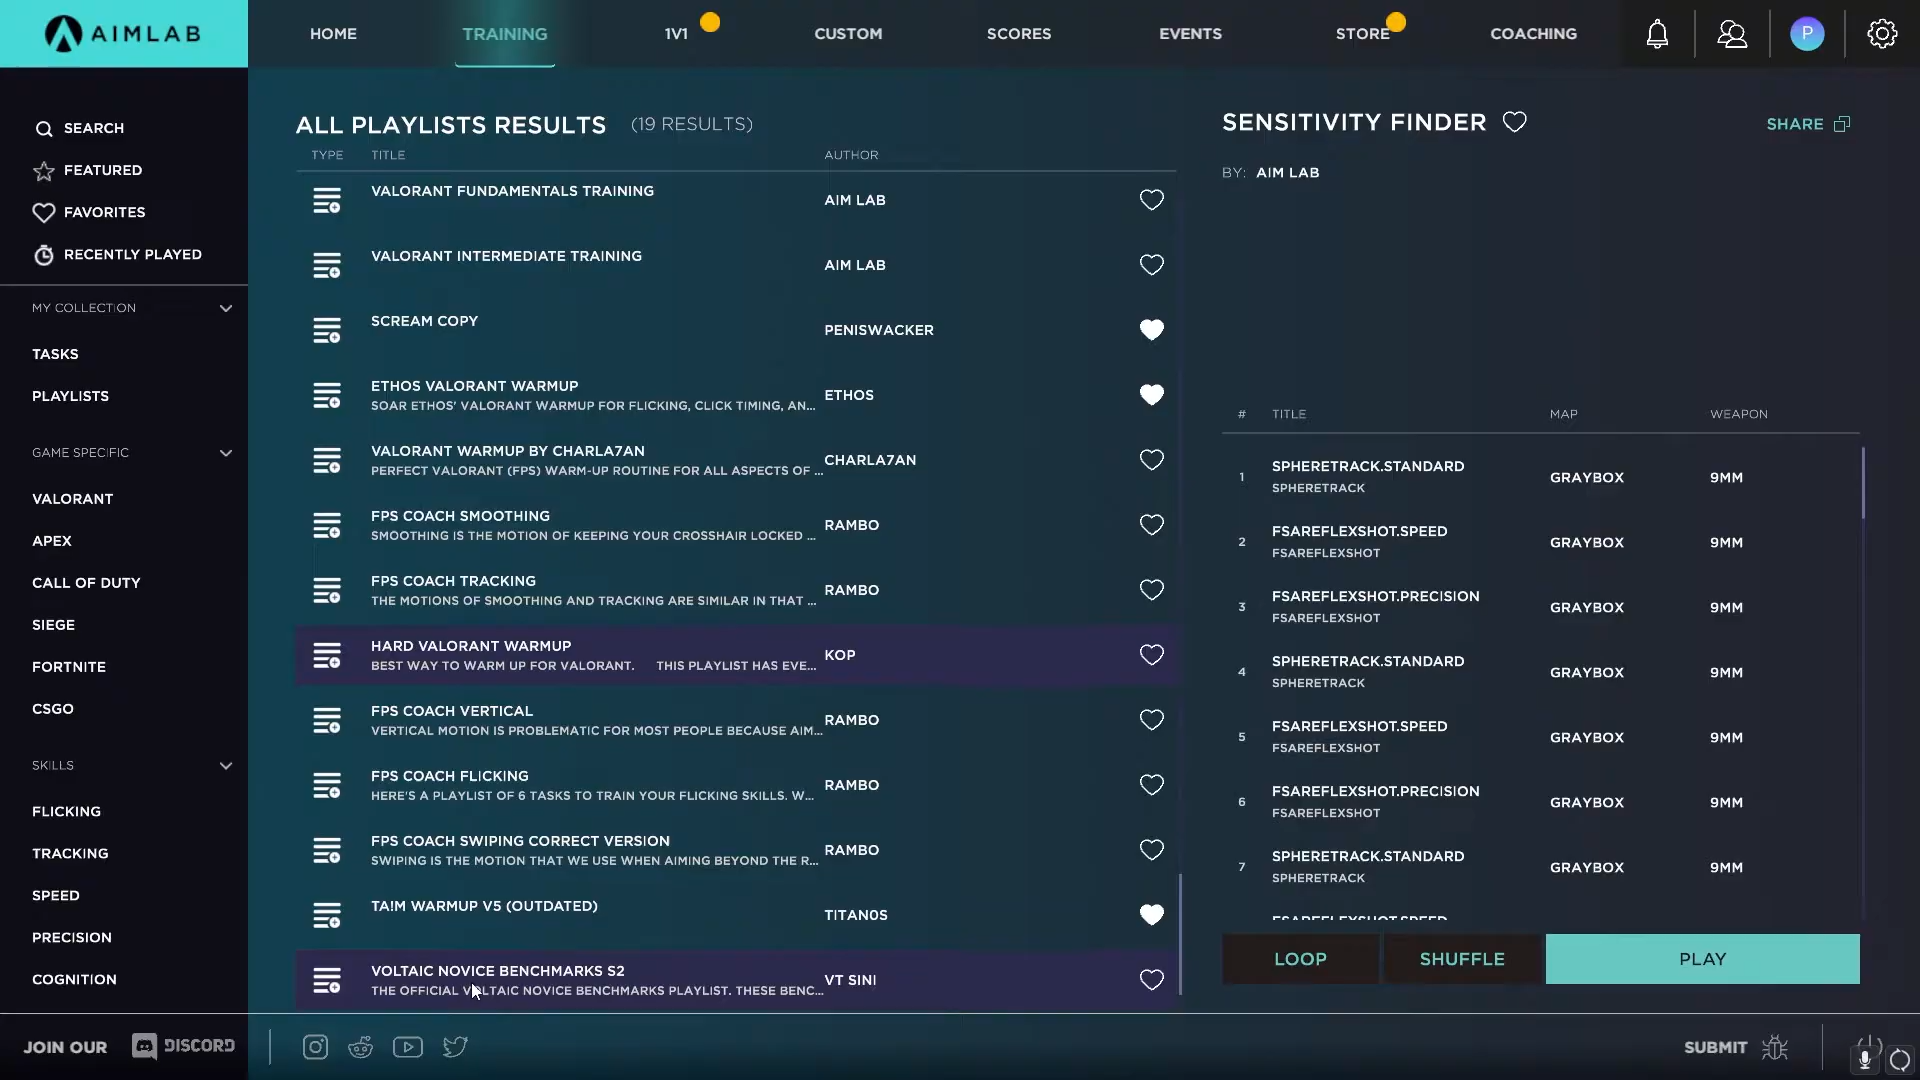 AIMLAB
HOME
TRAINING
1V1
CUSTOM
SCORES
EVENTS
STORE
COACHING
P
SEARCH
FEATURED
FAVORITES
RECENTLY PLAYED
MY COLLECTION
TASKS
PLAYLISTS
GAME SPECIFIC
VALORANT
APEX
CALL OF DUTY
SIEGE
FORTNITE
CSGO
SKILLS
FLICKING
TRACKING
SPEED
PRECISION
COGNITION
ALL PLAYLISTS RESULTS (19 RESULTS)
TYPE TITLE AUTHOR
VALORANT FUNDAMENTALS TRAINING
AIM LAB
VALORANT INTERMEDIATE TRAINING
AIM LAB
SCREAM COPY
PENISWACKER
ETHOS VALORANT WARMUP
SOAR ETHOS' VALORANT WARMUP FOR FLICKING, CLICK TIMING, AN...
ETHOS
VALORANT WARMUP BY CHARLA7AN
PERFECT VALORANT (FPS) WARM-UP ROUTINE FOR ALL ASPECTS OF ...
CHARLA7AN
FPS COACH SMOOTHING
SMOOTHING IS THE MOTION OF KEEPING YOUR CROSSHAIR LOCKED ...
RAMBO
FPS COACH TRACKING
THE MOTIONS OF SMOOTHING AND TRACKING ARE SIMILAR IN THAT ...
RAMBO
HARD VALORANT WARMUP
BEST WAY TO WARM UP FOR VALORANT. THIS PLAYLIST HAS EVE...
KOP
FPS COACH VERTICAL
VERTICAL MOTION IS PROBLEMATIC FOR MOST PEOPLE BECAUSE AIM...
RAMBO
FPS COACH FLICKING
HERE'S A PLAYLIST OF 6 TASKS TO TRAIN YOUR FLICKING SKILLS. W...
RAMBO
FPS COACH SWIPING CORRECT VERSION
SWIPING IS THE MOTION THAT WE USE WHEN AIMING BEYOND THE R...
RAMBO
TA!M WARMUP V5 (OUTDATED)
TITAN0S
VOLTAIC NOVICE BENCHMARKS S2
THE OFFICIAL VOLTAIC NOVICE BENCHMARKS PLAYLIST. THESE BENC...
VT SINI
SENSITIVITY FINDER
SHARE
BY: AIM LAB
# TITLE MAP WEAPON
1 SPHERETRACK.STANDARD GRAYBOX 9MM
SPHERETRACK
2 FSAREFLEXSHOT.SPEED GRAYBOX 9MM
FSAREFLEXSHOT
3 FSAREFLEXSHOT.PRECISION GRAYBOX 9MM
FSAREFLEXSHOT
4 SPHERETRACK.STANDARD GRAYBOX 9MM
SPHERETRACK
5 FSAREFLEXSHOT.SPEED GRAYBOX 9MM
FSAREFLEXSHOT
6 FSAREFLEXSHOT.PRECISION GRAYBOX 9MM
FSAREFLEXSHOT
7 SPHERETRACK.STANDARD GRAYBOX 9MM
SPHERETRACK
FSAREFLEXSHOT.SPEED
LOOP
SHUFFLE
PLAY
JOIN OUR DISCORD
SUBMIT